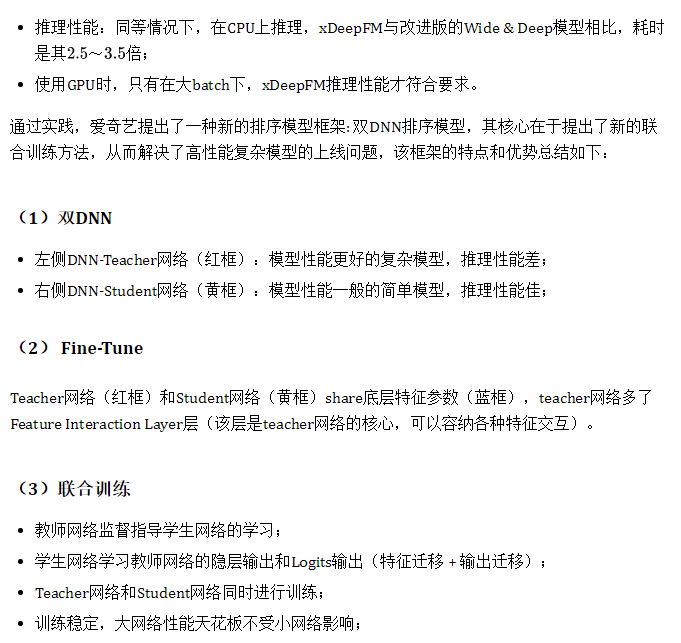 • 推理性能：同等情况下，在CPU上推理，xDeepFM与改进版的Wide & Deep模型相比，耗时
是其2.5～3.5倍；
• 使用GPU时，只有在大batch下，xDeepFM推理性能才符合要求。
通过实践，爱奇艺提出了一种新的排序模型框架: 双DNN排序模型，其核心在于提出了新的联
合训练方法，从而解决了高性能复杂模型的上线问题，该框架的特点和优势总结如下：
（1）双DNN
• 左侧DNN-Teacher网络（红框）：模型性能更好的复杂模型，推理性能差；
• 右侧DNN-Student网络（黄框）：模型性能一般的简单模型，推理性能佳；
（2） Fine-Tune
Teacher网络（红框）和Student网络（黄框）share底层特征参数（蓝框），teacher网络多了
Feature Interaction Layer层（该层是teacher网络的核心，可以容纳各种特征交互）。
（3）联合训练
• 教师网络监督指导学生网络的学习；
• 学生网络学习教师网络的隐层输出和Logits输出（特征迁移 + 输出迁移）；
• Teacher网络和Student网络同时进行训练；
• 训练稳定，大网络性能天花板不受小网络影响；